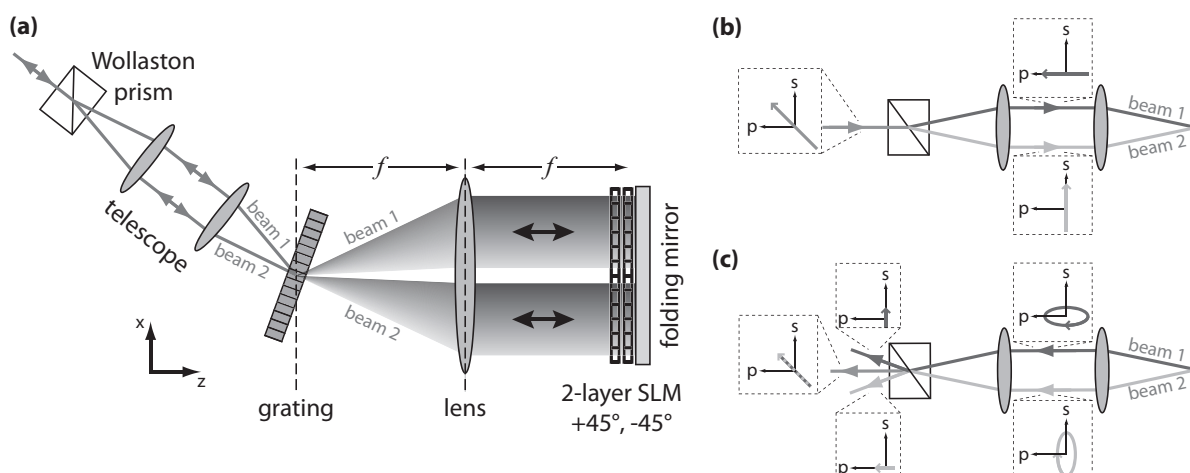 (a)
Wollaston
prism
telescope
beam 1
beam 2
f
f
beam 1
beam 2
x
z
grating
lens
2-layer SLM
+45°, -45°
folding mirror
(b)
s
p
s
p
beam 1
beam 2
s
p
(c)
s
p
s
p
s
p
beam 1
beam 2
s
p
s
p